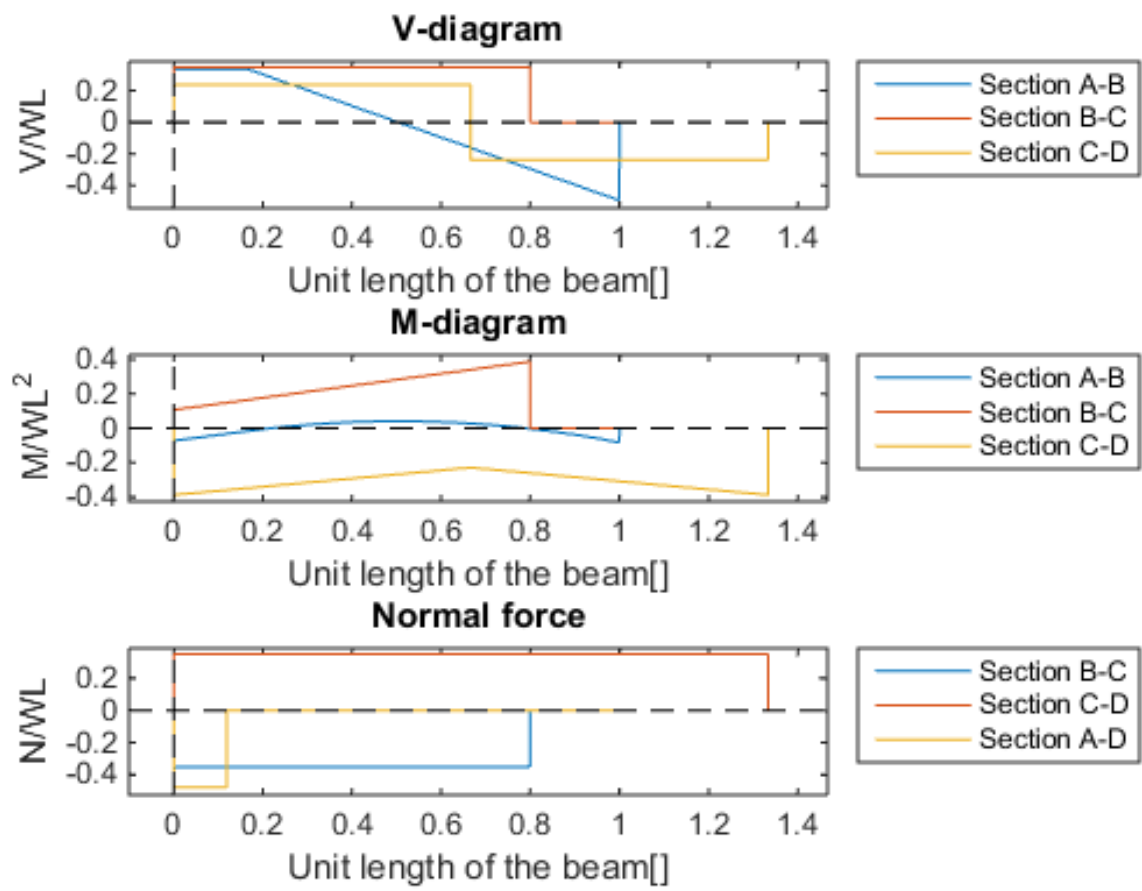 V-diagram
V/WL
0.2
0
-0.2
-0.4
0 0.2 0.4 0.6 0.8 1 1.2 1.4
Unit length of the beam[]
Section A-B
Section B-C
Section C-D
M-diagram
M/WL²
0.4
0.2
0
-0.2
-0.4
0 0.2 0.4 0.6 0.8 1 1.2 1.4
Unit length of the beam[]
Section A-B
Section B-C
Section C-D
Normal force
N/WL
0.2
0
-0.2
-0.4
0 0.2 0.4 0.6 0.8 1 1.2 1.4
Unit length of the beam[]
Section B-C
Section C-D
Section A-D